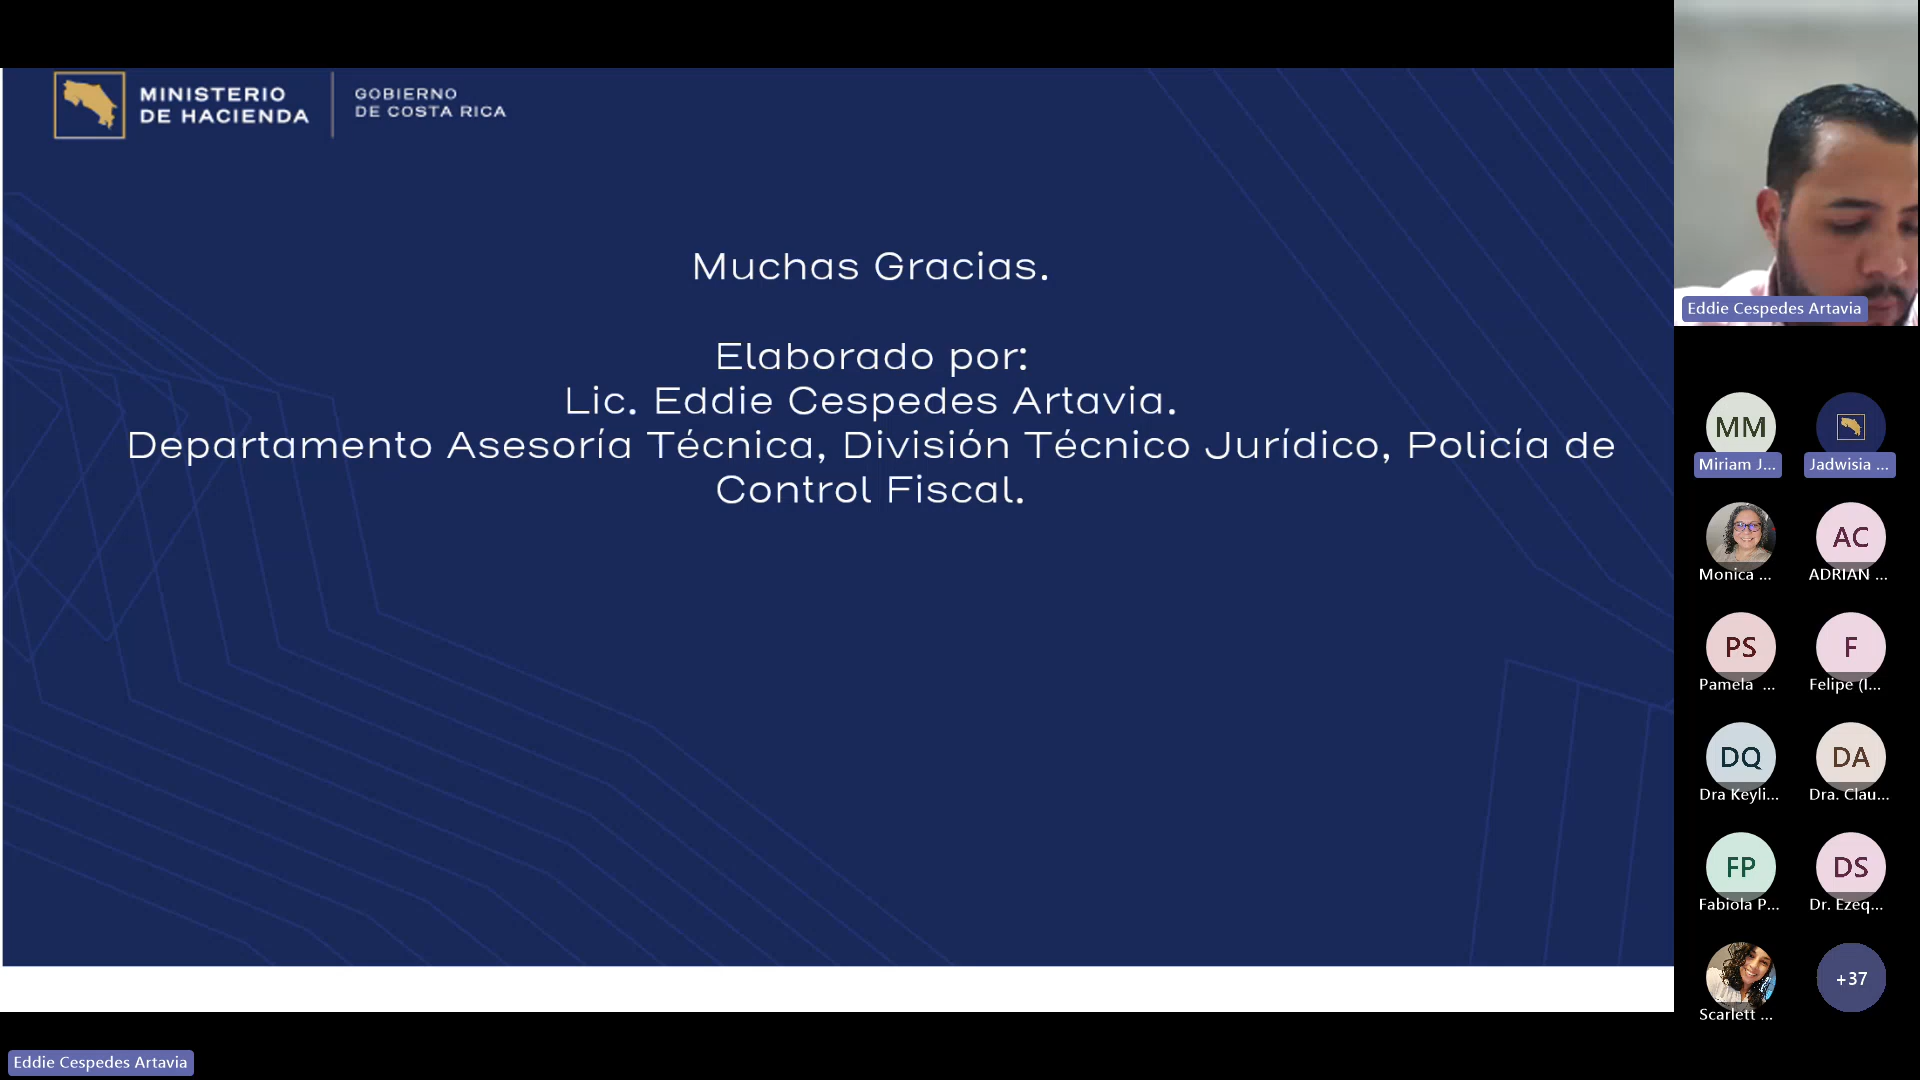 MINISTERIO
DE HACIENDA
GOBIERNO
DE COSTA RICA
Muchas Gracias.
Elaborado por:
Lic. Eddie Cespedes Artavia.
Departamento Asesoría Técnica, División Técnico Jurídico, Policía de
Control Fiscal.
Eddie Cespedes Artavia
MM
Miriam J...
Jadwisia ...
Monica ...
AC
ADRIAN ...
PS
Pamela ...
F
Felipe (I...
DQ
Dra Keyli...
DA
Dra. Clau...
FP
Fabiola P...
DS
Dr. Ezeq...
Scarlett ...
+37
Eddie Cespedes Artavia